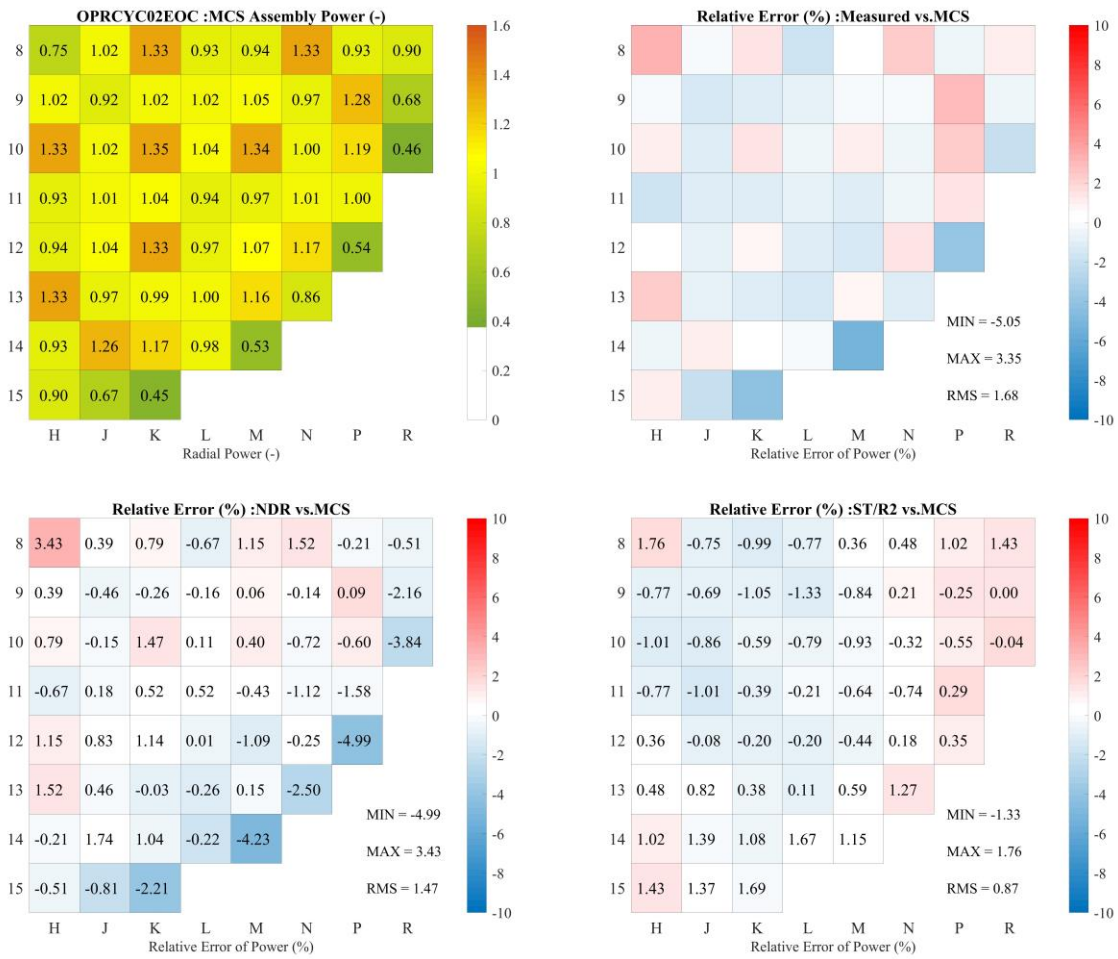 OPRCYC02EOC :MCS Assembly Power (-)
8 0.75 1.02 1.33 0.93 0.94 1.33 0.93 0.90
9 1.02 0.92 1.02 1.02 1.05 0.97 1.28 0.68
10 1.33 1.02 1.35 1.04 1.34 1.00 1.19 0.46
11 0.93 1.01 1.04 0.94 0.97 1.01 1.00
12 0.94 1.04 1.33 0.97 1.07 1.17 0.54
13 1.33 0.97 0.99 1.00 1.16 0.86
14 0.93 1.26 1.17 0.98 0.53
15 0.90 0.67 0.45
H J K L M N P R
Radial Power (-)
1.6
1.4
1.2
1
0.8
0.6
0.4
0.2
0
Relative Error (%) :Measured vs.MCS
8
9
10
11
12
13
14
15
MIN = -5.05
MAX = 3.35
RMS = 1.68
H J K L M N P R
Relative Error of Power (%)
10
8
6
4
2
0
-2
-4
-6
-8
-10
Relative Error (%) :NDR vs.MCS
8 3.43 0.39 0.79 -0.67 1.15 1.52 -0.21 -0.51
9 0.39 -0.46 -0.26 -0.16 0.06 -0.14 0.09 -2.16
10 0.79 -0.15 1.47 0.11 0.40 -0.72 -0.60 -3.84
11 -0.67 0.18 0.52 0.52 -0.43 -1.12 -1.58
12 1.15 0.83 1.14 0.01 -1.09 -0.25 -4.99
13 1.52 0.46 -0.03 -0.26 0.15 -2.50
MIN = -4.99
14 -0.21 1.74 1.04 -0.22 -4.23
MAX = 3.43
15 -0.51 -0.81 -2.21
RMS = 1.47
H J K L M N P R
Relative Error of Power (%)
10
8
6
4
2
0
-2
-4
-6
-8
-10
Relative Error (%) :ST/R2 vs.MCS
8 1.76 -0.75 -0.99 -0.77 0.36 0.48 1.02 1.43
9 -0.77 -0.69 -1.05 -1.33 -0.84 0.21 -0.25 0.00
10 -1.01 -0.86 -0.59 -0.79 -0.93 -0.32 -0.55 -0.04
11 -0.77 -1.01 -0.39 -0.21 -0.64 -0.74 0.29
12 0.36 -0.08 -0.20 -0.20 -0.44 0.18 0.35
13 0.48 0.82 0.38 0.11 0.59 1.27
MIN = -1.33
14 1.02 1.39 1.08 1.67 1.15
MAX = 1.76
15 1.43 1.37 1.69
RMS = 0.87
H J K L M N P R
Relative Error of Power (%)
10
8
6
4
2
0
-2
-4
-6
-8
-10